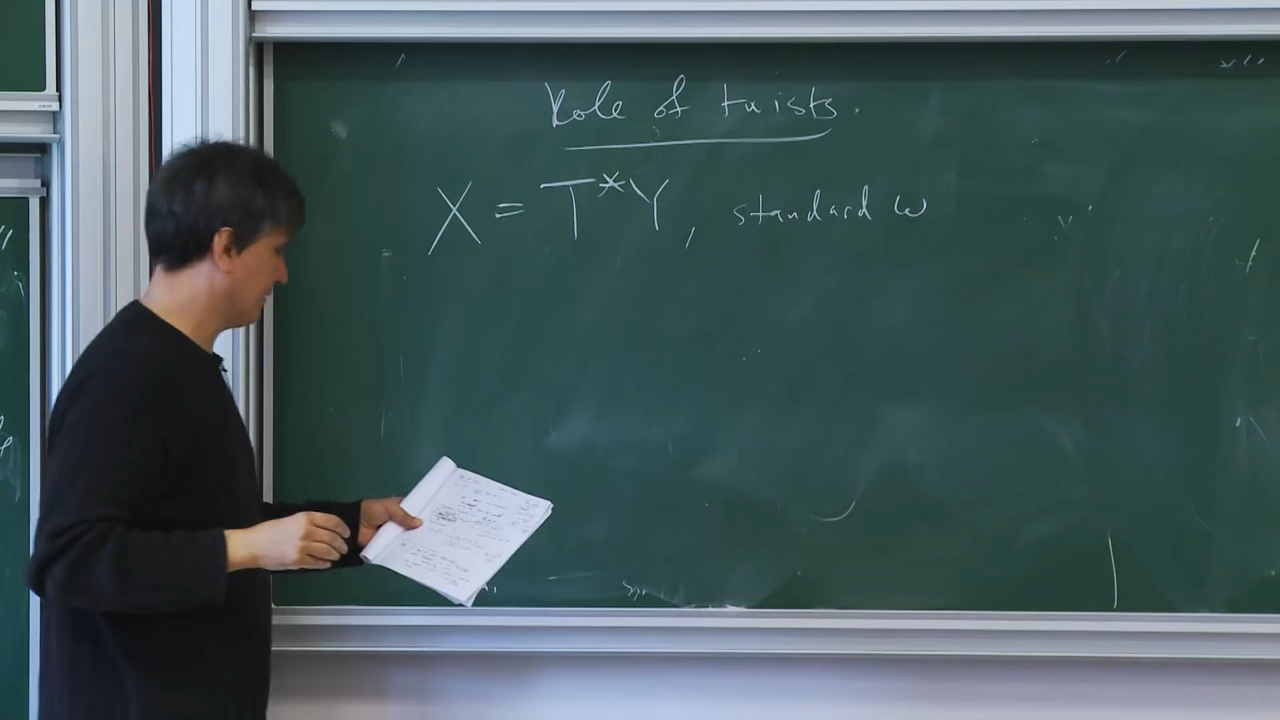 Role of twists.
X = T*Y, standard ω